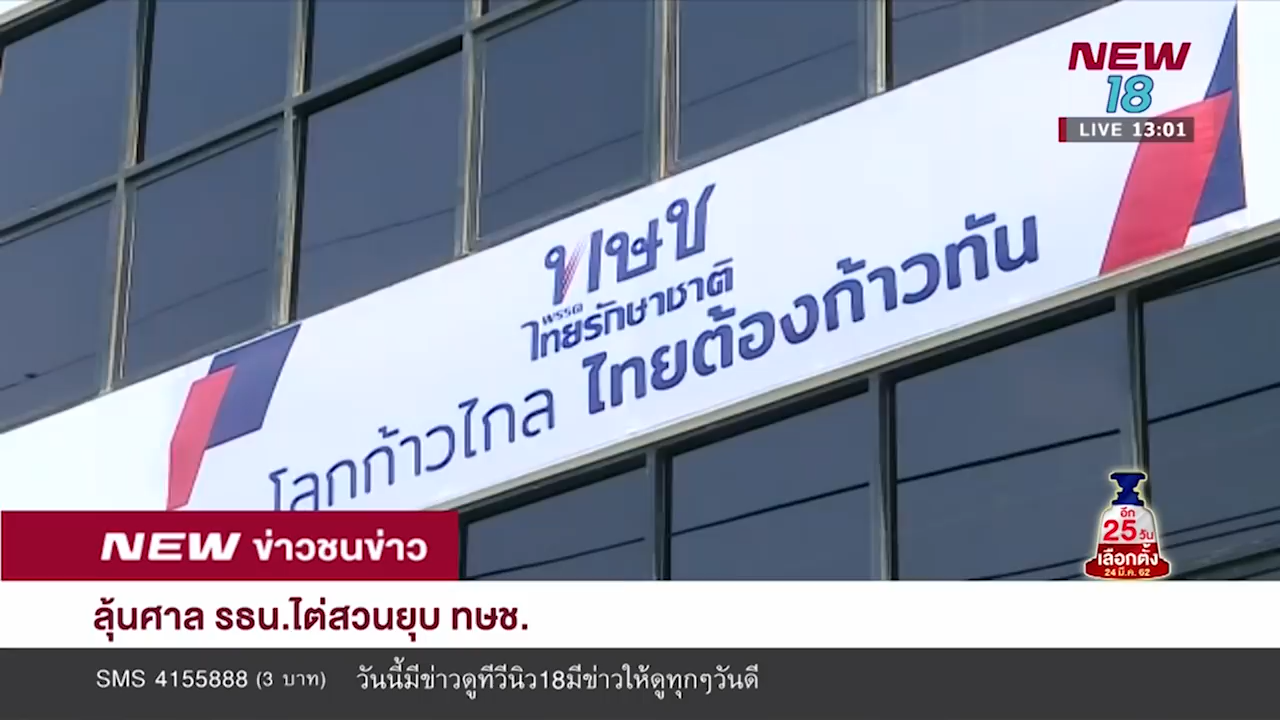 NEW
18
LIVE 13:01
ทษช
พรรค
ไทยรักษาชาติ
โลกก้าวไกล ไทยต้องก้าวทัน
อีก
25 วัน
เลือกตั้ง
24 มี.ค. 62
NEW ข่าวชนข่าว
ลุ้นศาล รธน.ไต่สวนยุบ ทษช.
SMS 4155888 (3 บาท) วันนี้มีข่าวดูทีวีนิว18มีข่าวให้ดูทุกๆวันดี